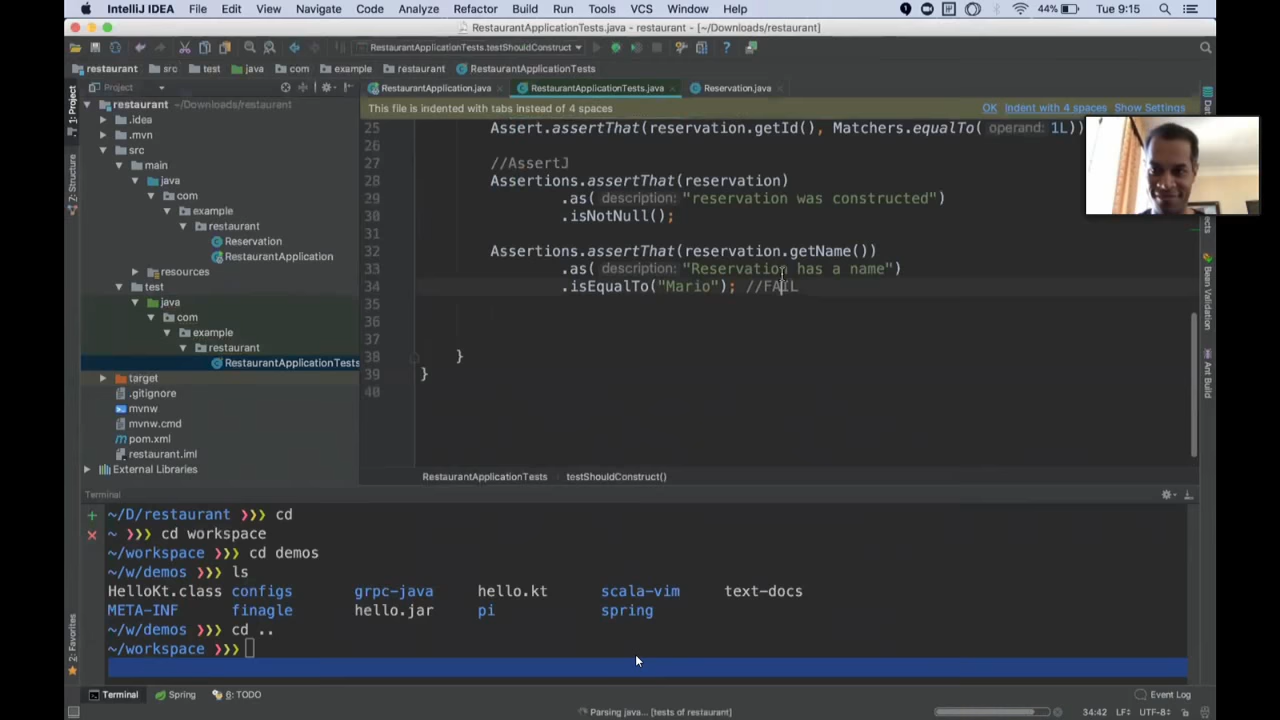 IntelliJ IDEA File Edit View Navigate Code Analyze Refactor Build Run Tools VCS Window Help 44% Tue 9:15
RestaurantApplicationTests.java - restaurant - [~/Downloads/restaurant]
RestaurantApplicationTests.testShouldConstruct
restaurant src test java com example restaurant RestaurantApplicationTests
Project RestaurantApplication.java RestaurantApplicationTests.java Reservation.java
This file is indented with tabs instead of 4 spaces OK Indent with 4 spaces Show Settings
1: Project
Z: Structure
2: Favorites
restaurant ~/Downloads/restaurant
.idea
.mvn
src
main
java
com
example
restaurant
Reservation
RestaurantApplication
resources
test
java
com
example
restaurant
RestaurantApplicationTests
target
.gitignore
mvnw
mvnw.cmd
pom.xml
restaurant.iml
External Libraries
25 Assert.assertThat(reservation.getId(), Matchers.equalTo( operand: 1L))
26
27 //AssertJ
28 Assertions.assertThat(reservation)
29 .as( description: "reservation was constructed")
30 .isNotNull();
31
32 Assertions.assertThat(reservation.getName())
33 .as( description: "Reservation has a name")
34 .isEqualTo("Mario"); //FAIL
35
36
37
38 }
39 }
40
Bean Validation
Ant Build
RestaurantApplicationTests testShouldConstruct()
Terminal
~/D/restaurant ❯❯❯ cd
~ ❯❯❯ cd workspace
~/workspace ❯❯❯ cd demos
~/w/demos ❯❯❯ ls
HelloKt.class configs grpc-java hello.kt scala-vim text-docs
META-INF finagle hello.jar pi spring
~/w/demos ❯❯❯ cd ..
~/workspace ❯❯❯
Terminal Spring 6: TODO Event Log
Parsing java... [tests of restaurant] 34:42 LF÷ UTF-8÷